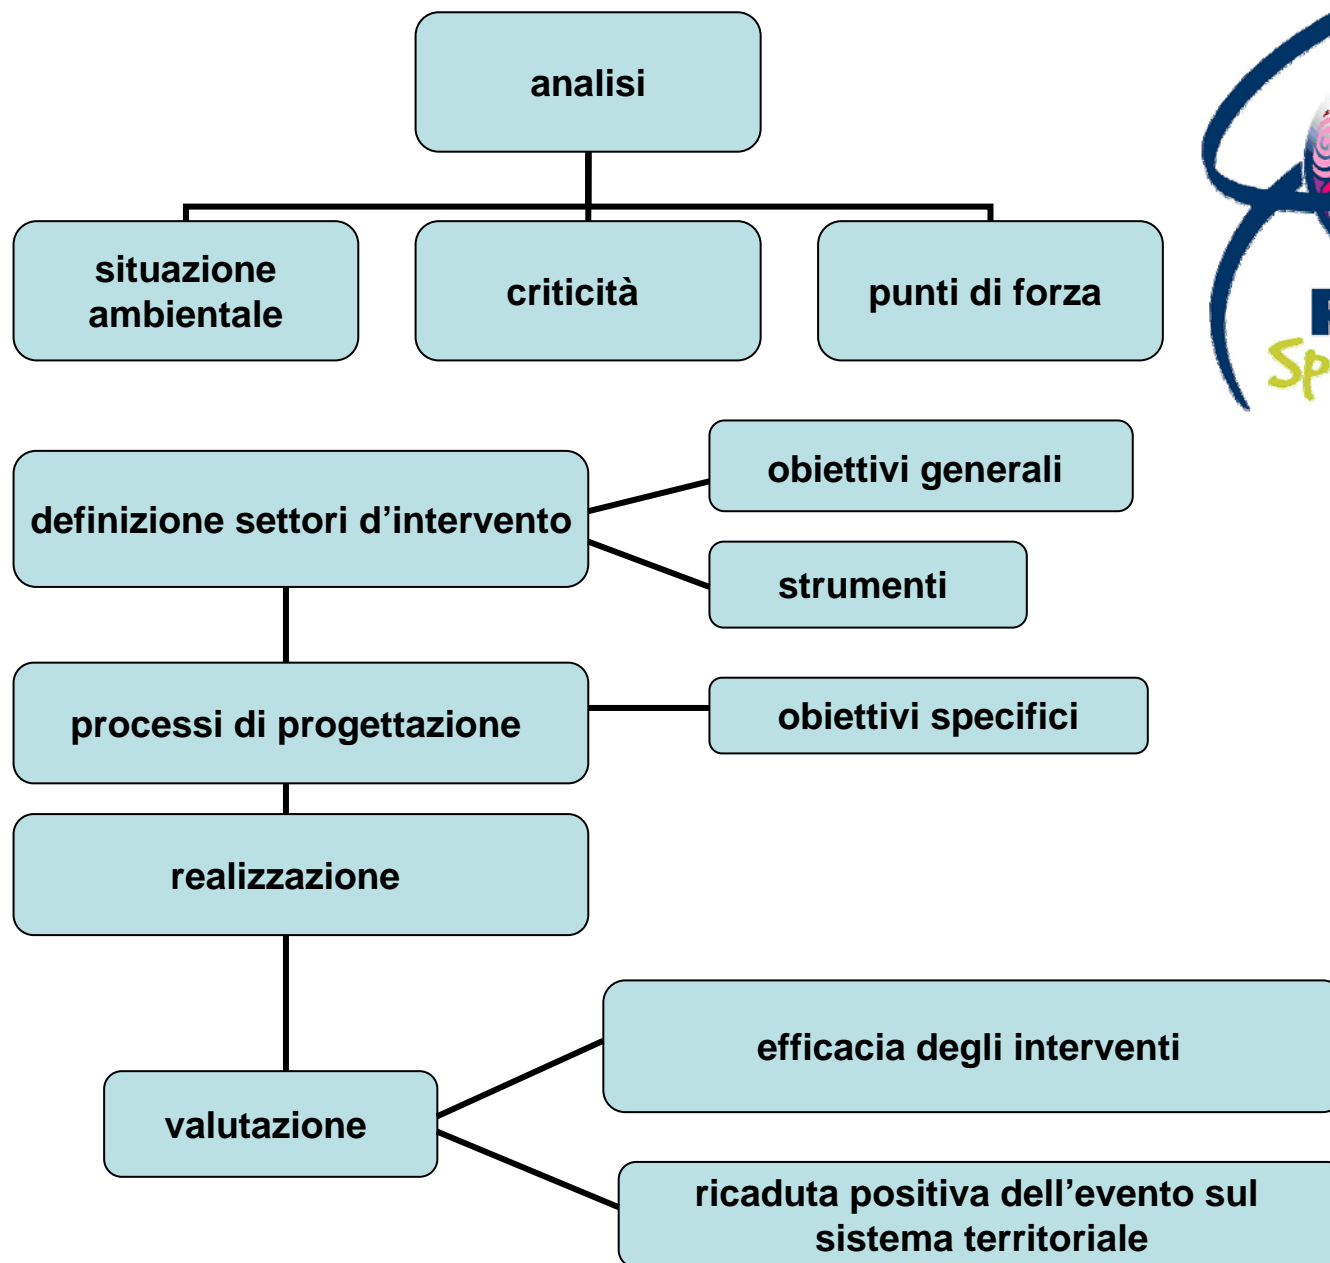 analisi
situazione
ambientale
criticità
punti di forza
obiettivi generali
definizione settori d’intervento
strumenti
processi di progettazione
obiettivi specifici
realizzazione
efficacia degli interventi
valutazione
ricaduta positiva dell’evento sul
sistema territoriale